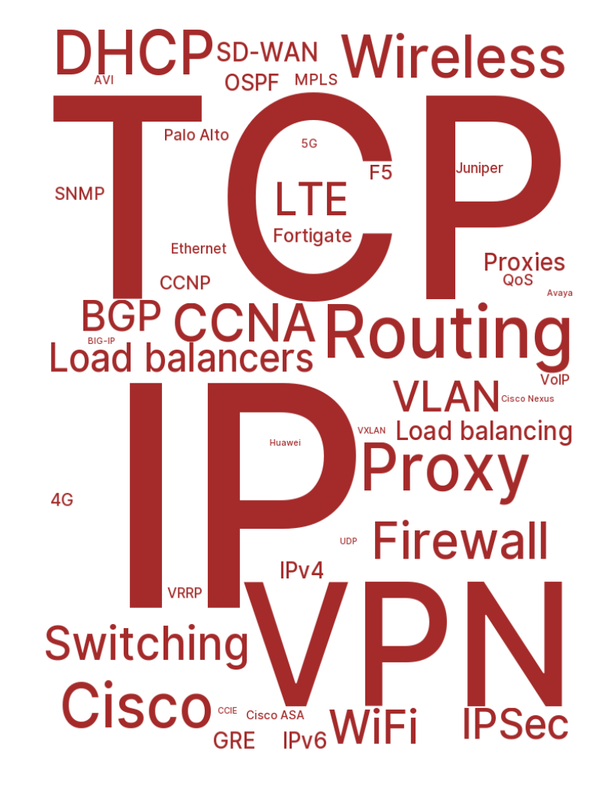 DHCP
SD-WAN
Wireless
AVI
OSPF
MPLS
TCP
Palo Alto
5G
F5
Juniper
SNMP
LTE
Fortigate
Ethernet
Proxies
CCNP
QoS
Avaya
BGP
CCNA
Routing
BIG-IP
Load balancers
VoIP
IP
VLAN
Cisco Nexus
VXLAN
Load balancing
Huawei
Proxy
4G
UDP
Firewall
IPv4
VRRP
VPN
Switching
Cisco
CCIE
Cisco ASA
WiFi
IPSec
GRE
IPv6